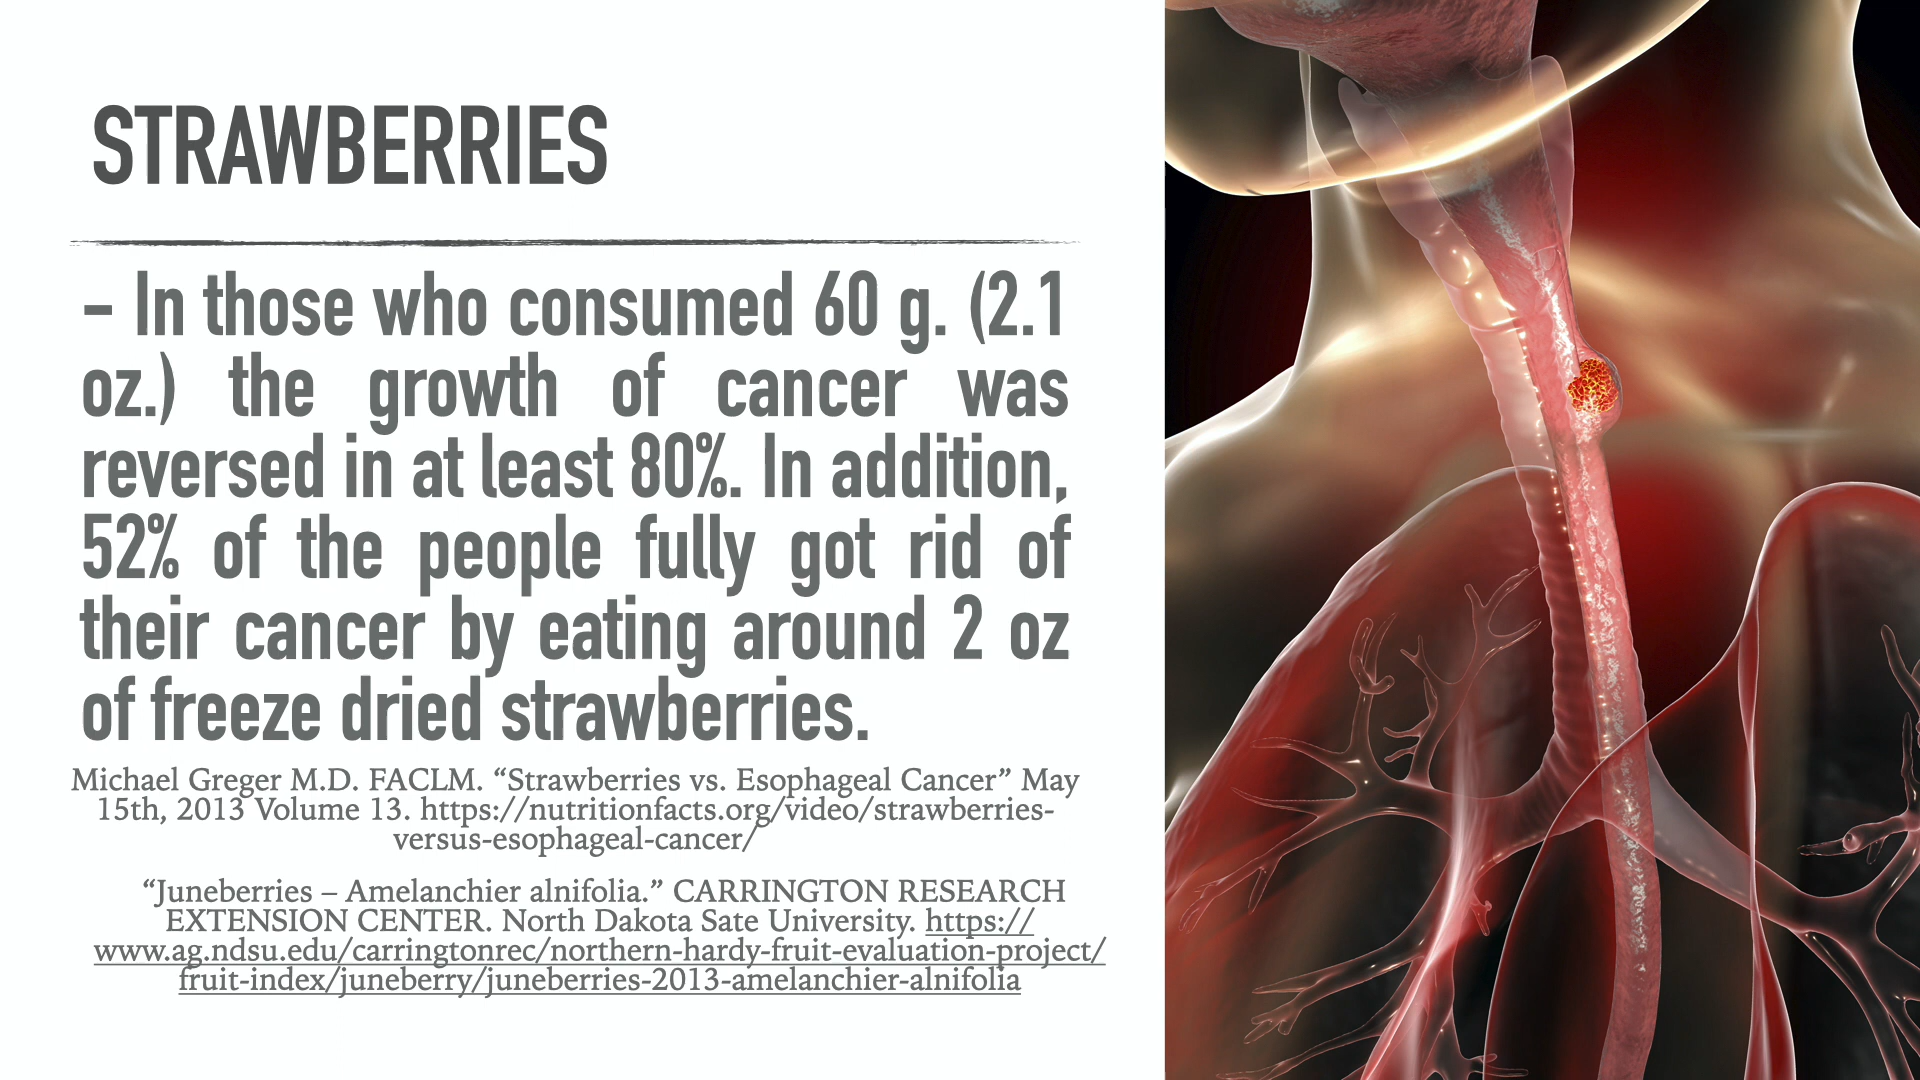 STRAWBERRIES
– In those who consumed 60 g. (2.1
oz.) the growth of cancer was
reversed in at least 80%. In addition,
52% of the people fully got rid of
their cancer by eating around 2 oz
of freeze dried strawberries.
Michael Greger M.D. FACLM. “Strawberries vs. Esophageal Cancer” May
15th, 2013 Volume 13. https://nutritionfacts.org/video/strawberries-
versus-esophageal-cancer/
“Juneberries – Amelanchier alnifolia.” CARRINGTON RESEARCH
EXTENSION CENTER. North Dakota Sate University. https://
www.ag.ndsu.edu/carringtonrec/northern-hardy-fruit-evaluation-project/
fruit-index/juneberry/juneberries-2013-amelanchier-alnifolia